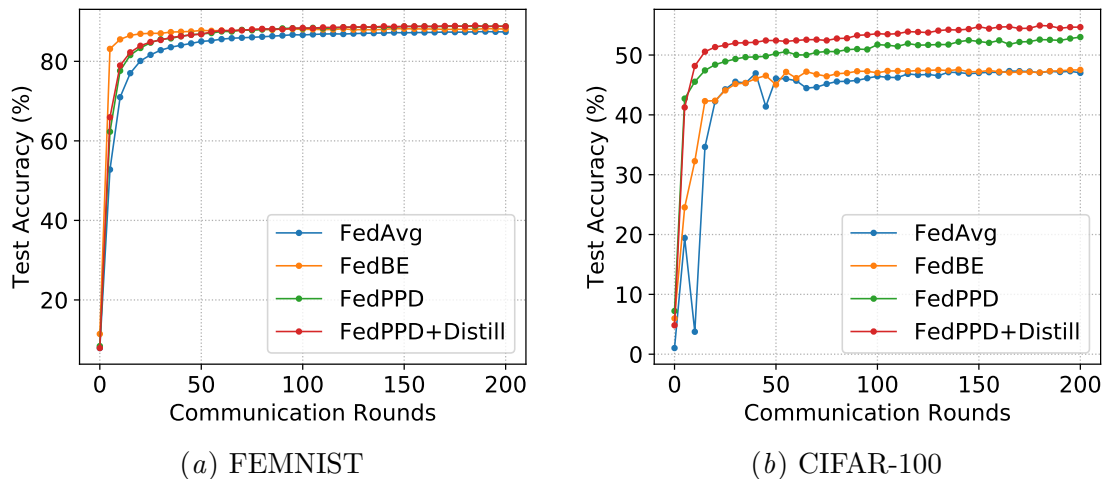 Test Accuracy (%)
80
60
40
20
0
50
100
150
200
Communication Rounds
FedAvg
FedBE
FedPPD
FedPPD+Distill
(a) FEMNIST
Test Accuracy (%)
50
40
30
20
10
0
0
50
100
150
200
Communication Rounds
FedAvg
FedBE
FedPPD
FedPPD+Distill
(b) CIFAR-100